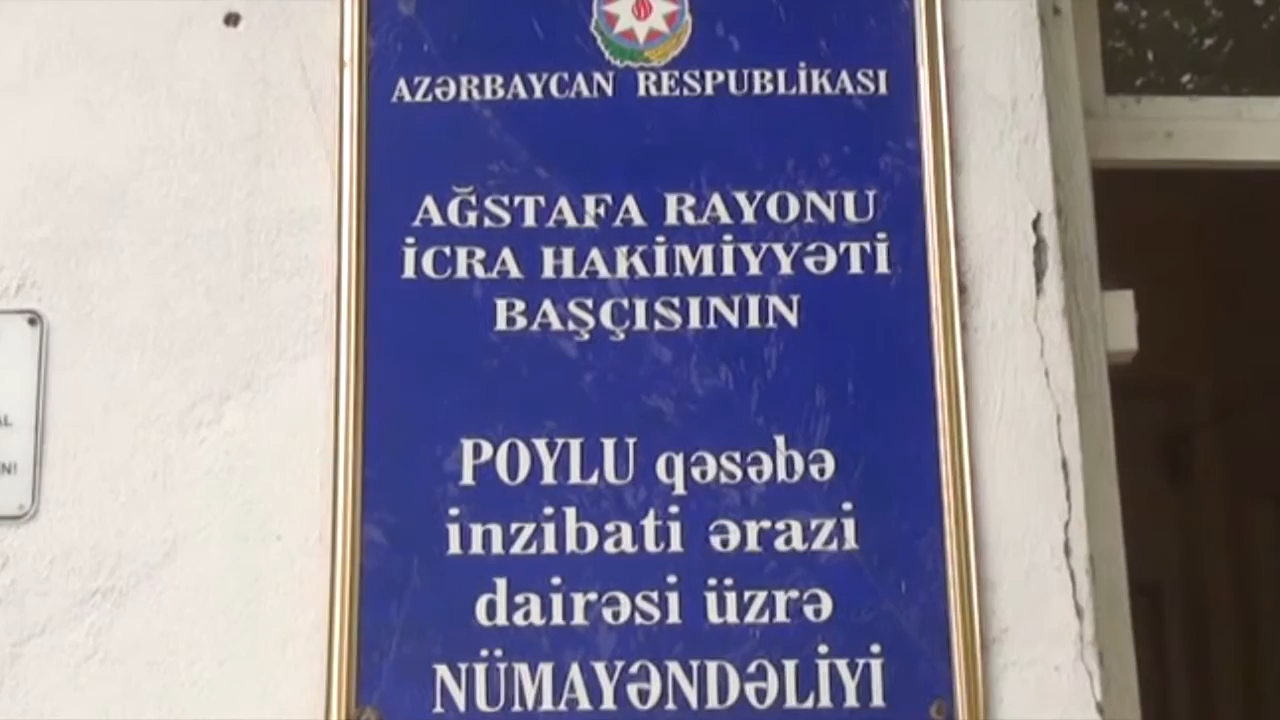 AZƏRBAYCAN RESPUBLİKASI
AĞSTAFA RAYONU
İCRA HAKİMİYYƏTİ
BAŞÇISININ
POYLU qəsəbə
inzibati ərazi
dairəsi üzrə
NÜMAYƏNDƏLİYİ